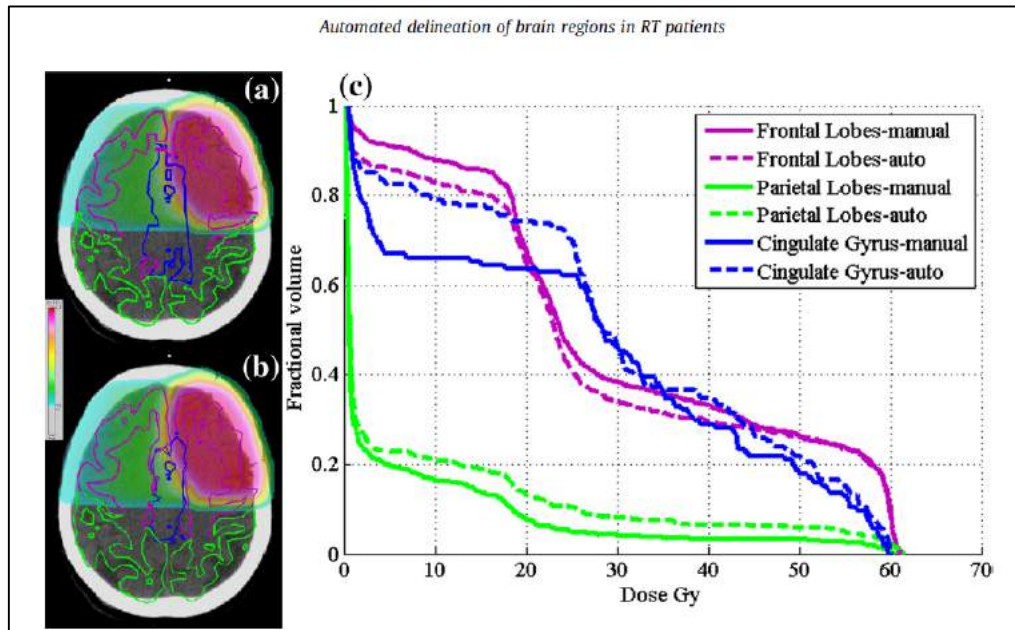 Automated delineation of brain regions in RT patients
(a)
(b)
(c)
Fractional volume
1
0.8
0.6
0.4
0.2
0
0 10 20 30 40 50 60 70
Dose Gy
Frontal Lobes-manual
Frontal Lobes-auto
Parietal Lobes-manual
Parietal Lobes-auto
Cingulate Gyrus-manual
Cingulate Gyrus-auto